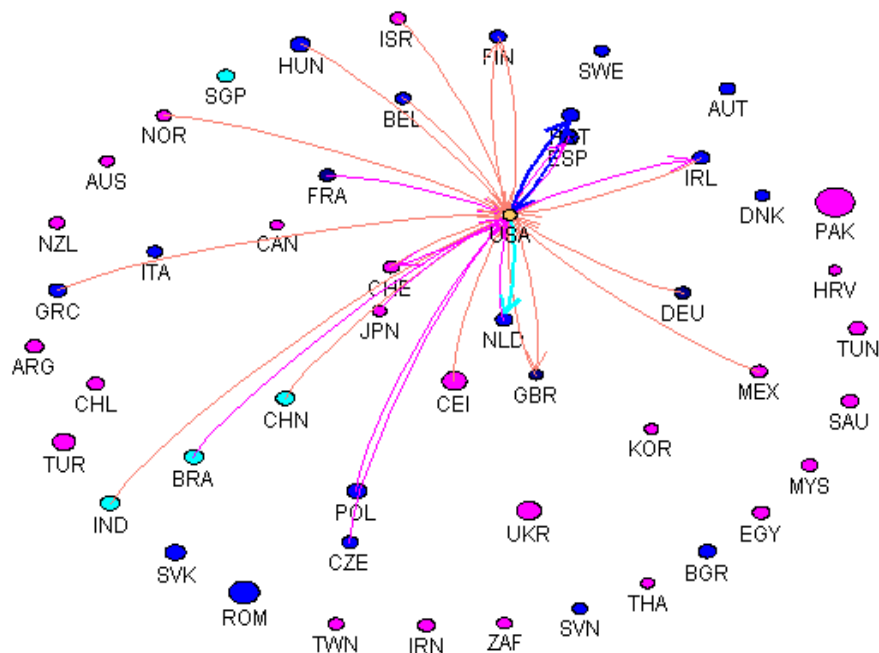 ISR
FIN
HUN
SWE
SGP
BEL
AUT
NOR
ESP
AUS
FRA
IRL
DNK
PAK
NZL
CAN
USA
ITA
GRC
CHE
DEU
HRV
JPN
NLD
TUN
ARG
CHL
CEI
GBR
MEX
CHN
SAU
TUR
KOR
BRA
MYS
IND
POL
UKR
EGY
SVK
CZE
BGR
ROM
THA
TWN
IRN
ZAF
SVN